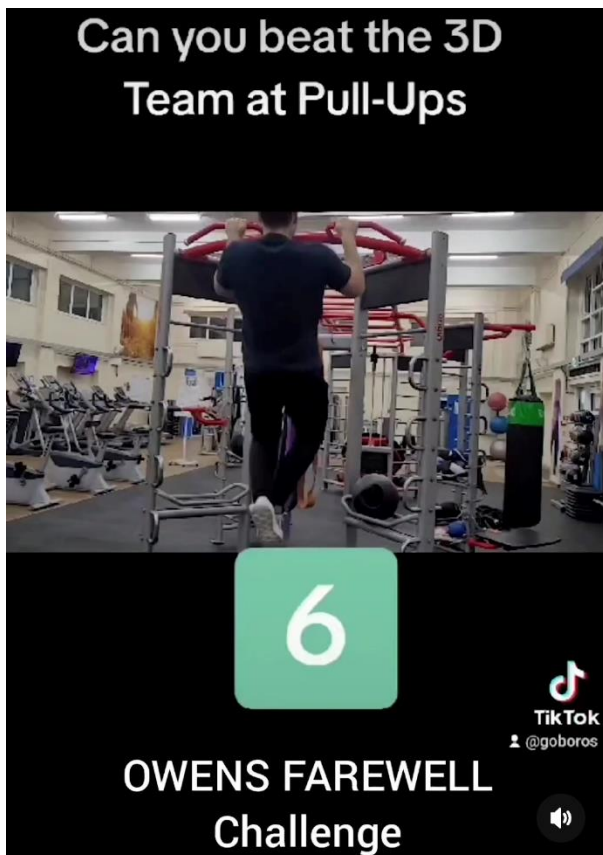 Can you beat the 3D
Team at Pull-Ups
6
TikTok
@goboros
OWENS FAREWELL
Challenge